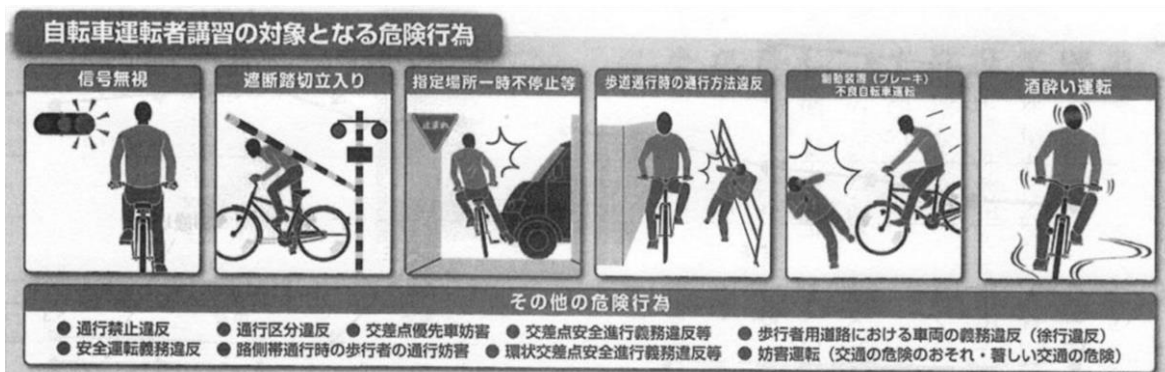 自転車運転者講習の対象となる危険行為
信号無視
遮断踏切立入り
指定場所一時不停止等
歩道通行時の通行方法違反
制動装置（ブレーキ）
不良自転車運転
酒酔い運転
止まれ
その他の危険行為
● 通行禁止違反 ● 通行区分違反 ● 交差点優先車妨害 ● 交差点安全進行義務違反等 ● 歩行者用道路における車両の義務違反（徐行違反）
● 安全運転義務違反 ● 路側帯通行時の歩行者の通行妨害 ● 環状交差点安全進行義務違反等 ● 妨害運転（交通の危険のおそれ・著しい交通の危険）